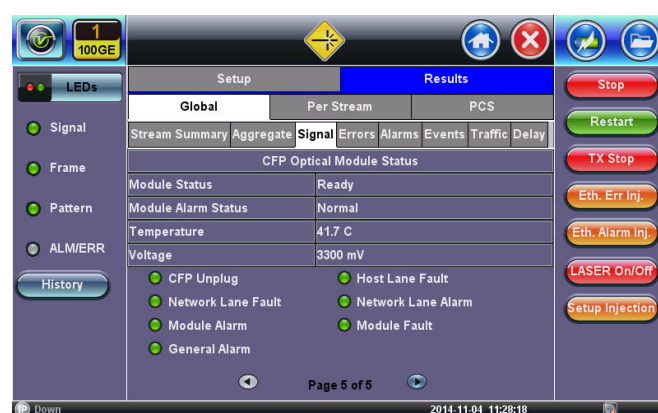 1
100GE
LEDs
Signal
Frame
Pattern
ALM/ERR
History
Setup Results
Global Per Stream PCS
Stream Summary Aggregate Signal Errors Alarms Events Traffic Delay
CFP Optical Module Status
Module Status Ready
Module Alarm Status Normal
Temperature 41.7 C
Voltage 3300 mV
CFP Unplug Host Lane Fault
Network Lane Fault Network Lane Alarm
Module Alarm Module Fault
General Alarm
Page 5 of 5
Stop
Restart
TX Stop
Eth. Err Inj.
Eth. Alarm Inj.
LASER On/Off
Setup Injection
IP Down 2014-11-04 11:28:18